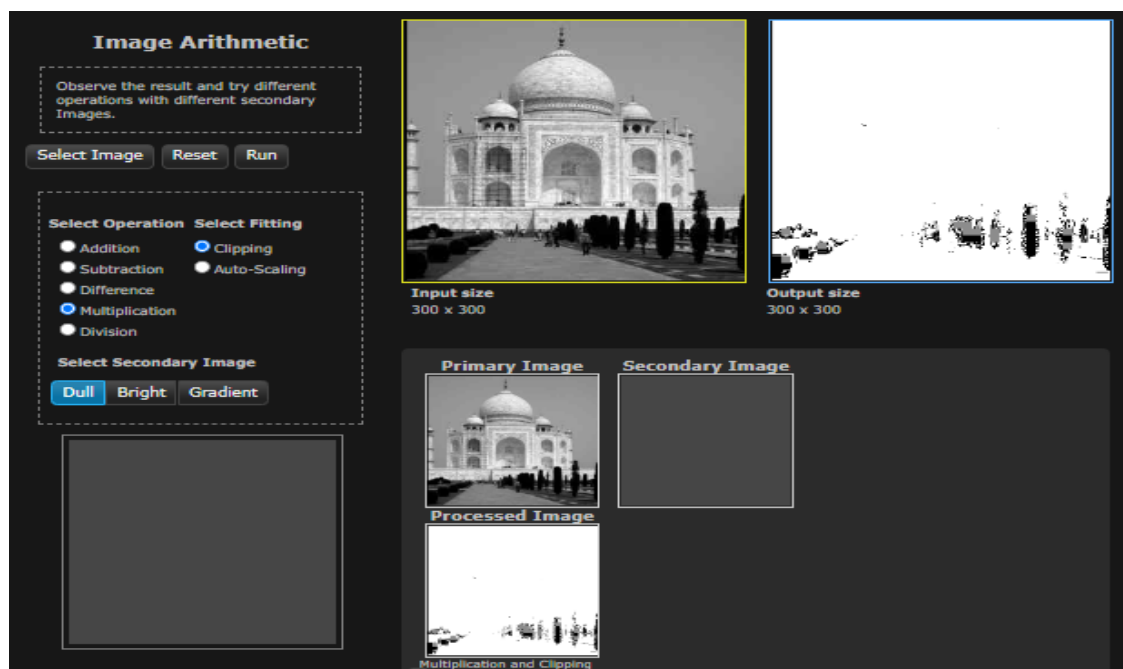 Image Arithmetic
Observe the result and try different
operations with different secondary
Images.
Select Image Reset Run
Select Operation Select Fitting
Addition Clipping
Subtraction Auto-Scaling
Difference
Multiplication
Division
Select Secondary Image
Dull Bright Gradient
Input size
300 x 300
Output size
300 x 300
Primary Image Secondary Image
Processed Image
Multiplication and Clipping